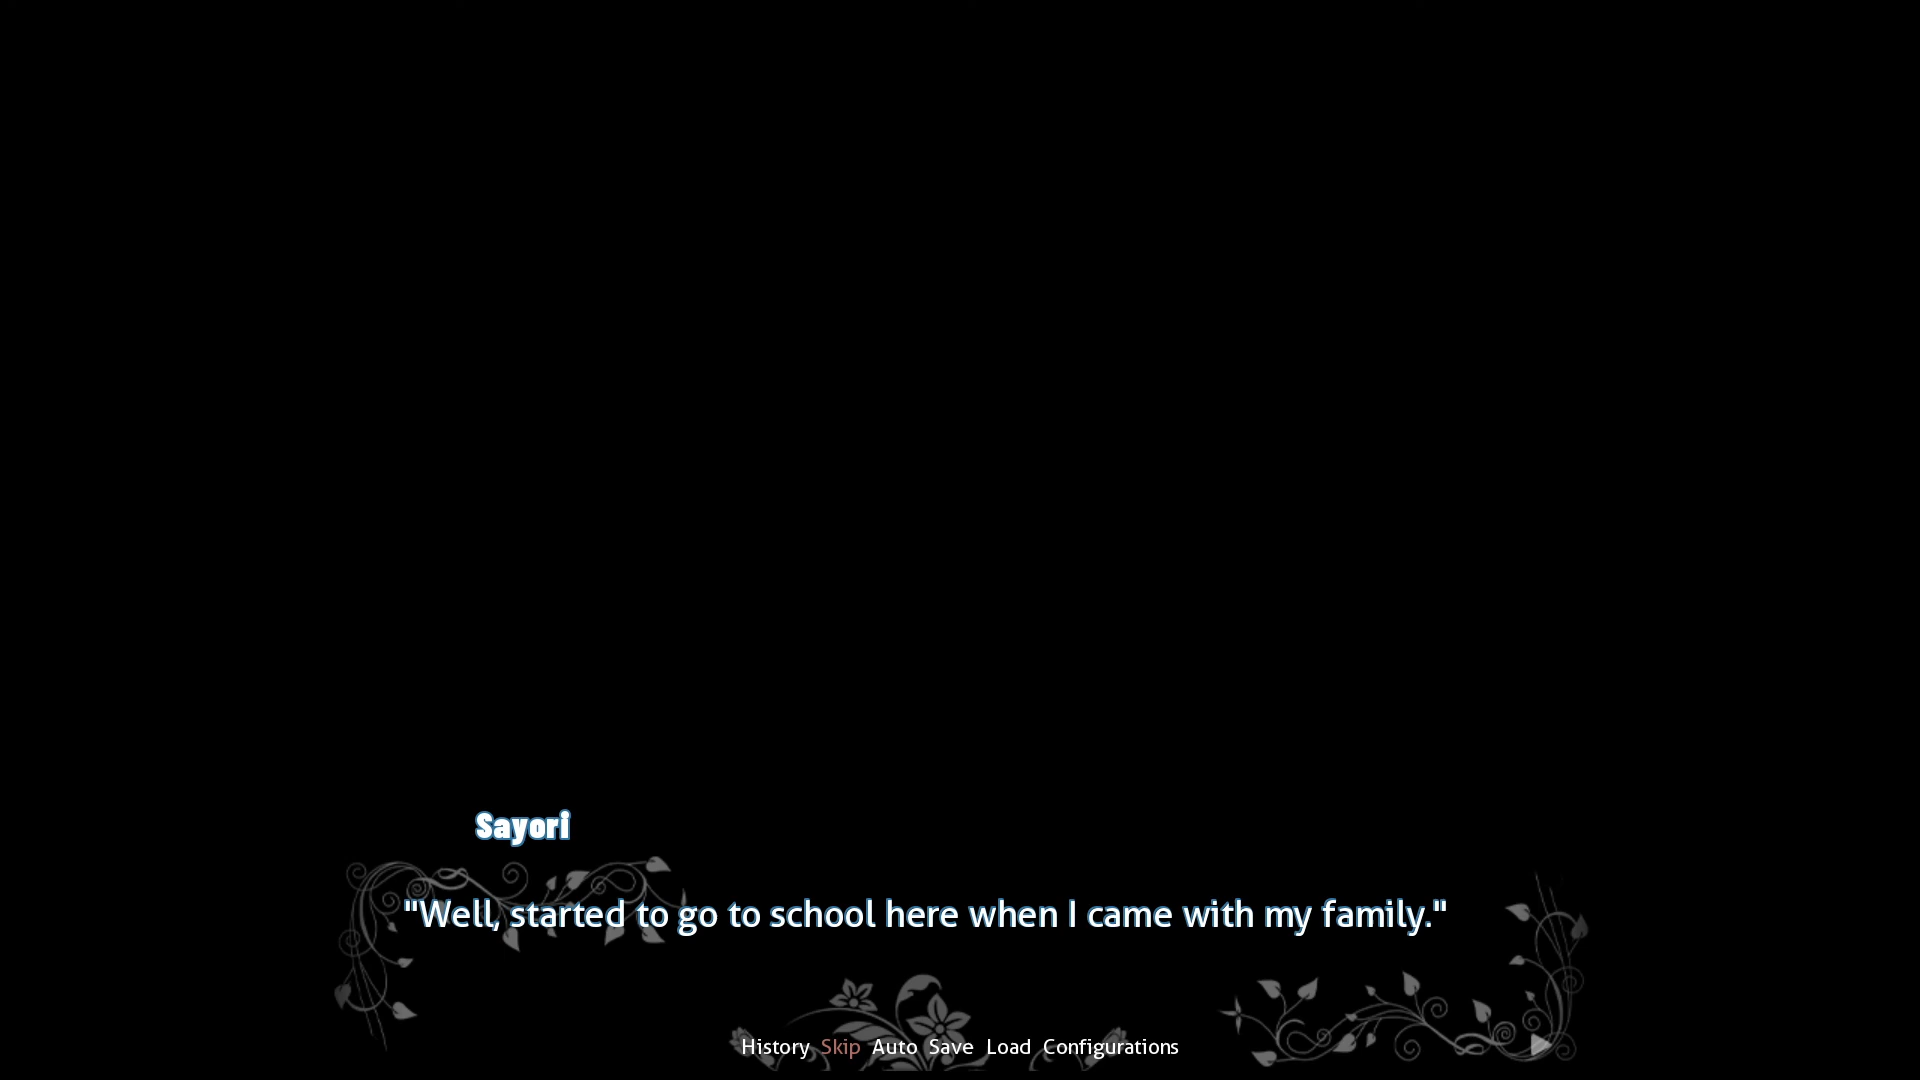 Sayori
"Well, started to go to school here when I came with my family."
History Skip Auto Save Load Configurations